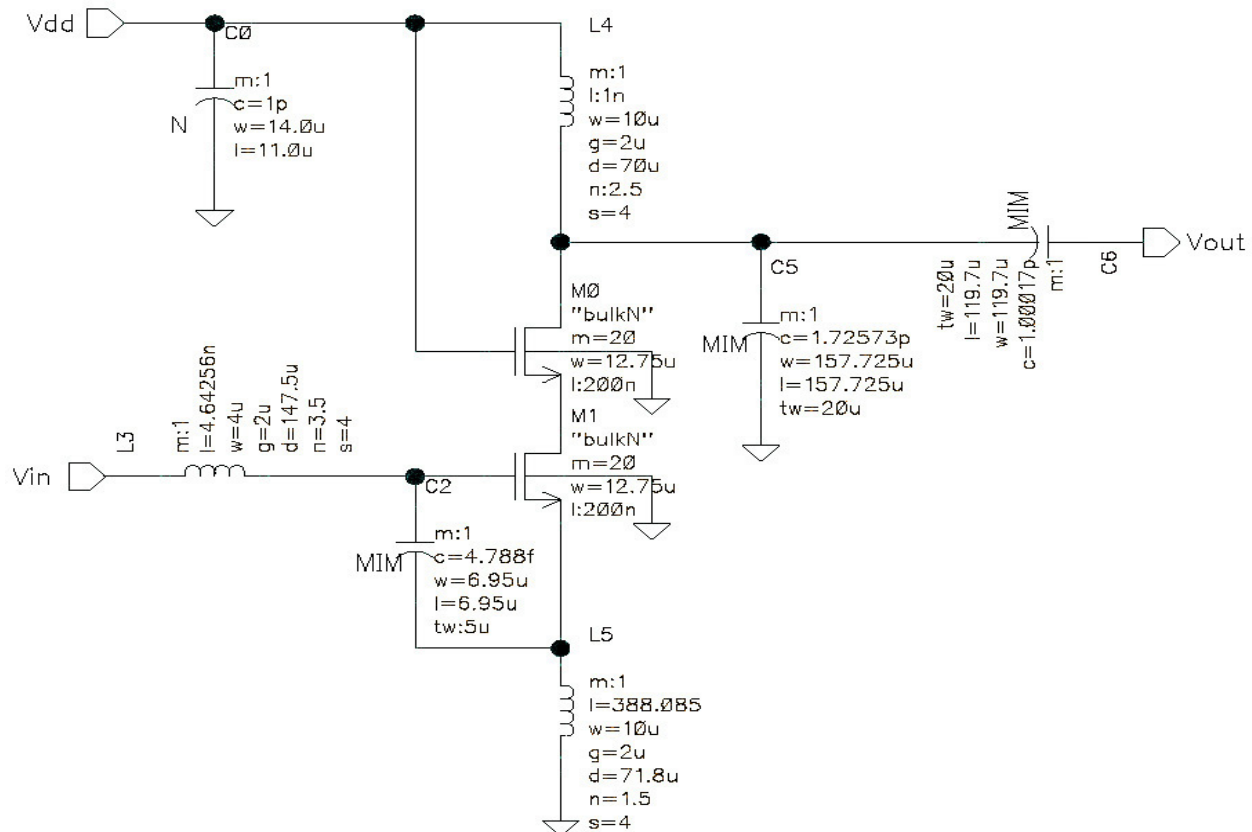 Vdd
C0
m:1
c=1p
w=14.0u
l=11.0u
N
L4
m:1
l:1n
w=10u
g=2u
d=70u
n:2.5
s=4
MIM
tw=20u
l=119.7u
w=119.7u
c=1.00017p
m:1
C6
Vout
C5
m:1
c=1.72573p
w=157.725u
l=157.725u
tw=20u
MIM
M0
"bulkN"
m=20
w=12.75u
l:200n
M1
"bulkN"
m=20
w=12.75u
l:200n
Vin
L3
m:1
l=4.64256n
w=4u
g=2u
d=147.5u
n=3.5
s=4
C2
m:1
c=4.788f
w=6.95u
l=6.95u
tw:5u
MIM
L5
m:1
l=388.085
w=10u
g=2u
d=71.8u
n=1.5
s=4